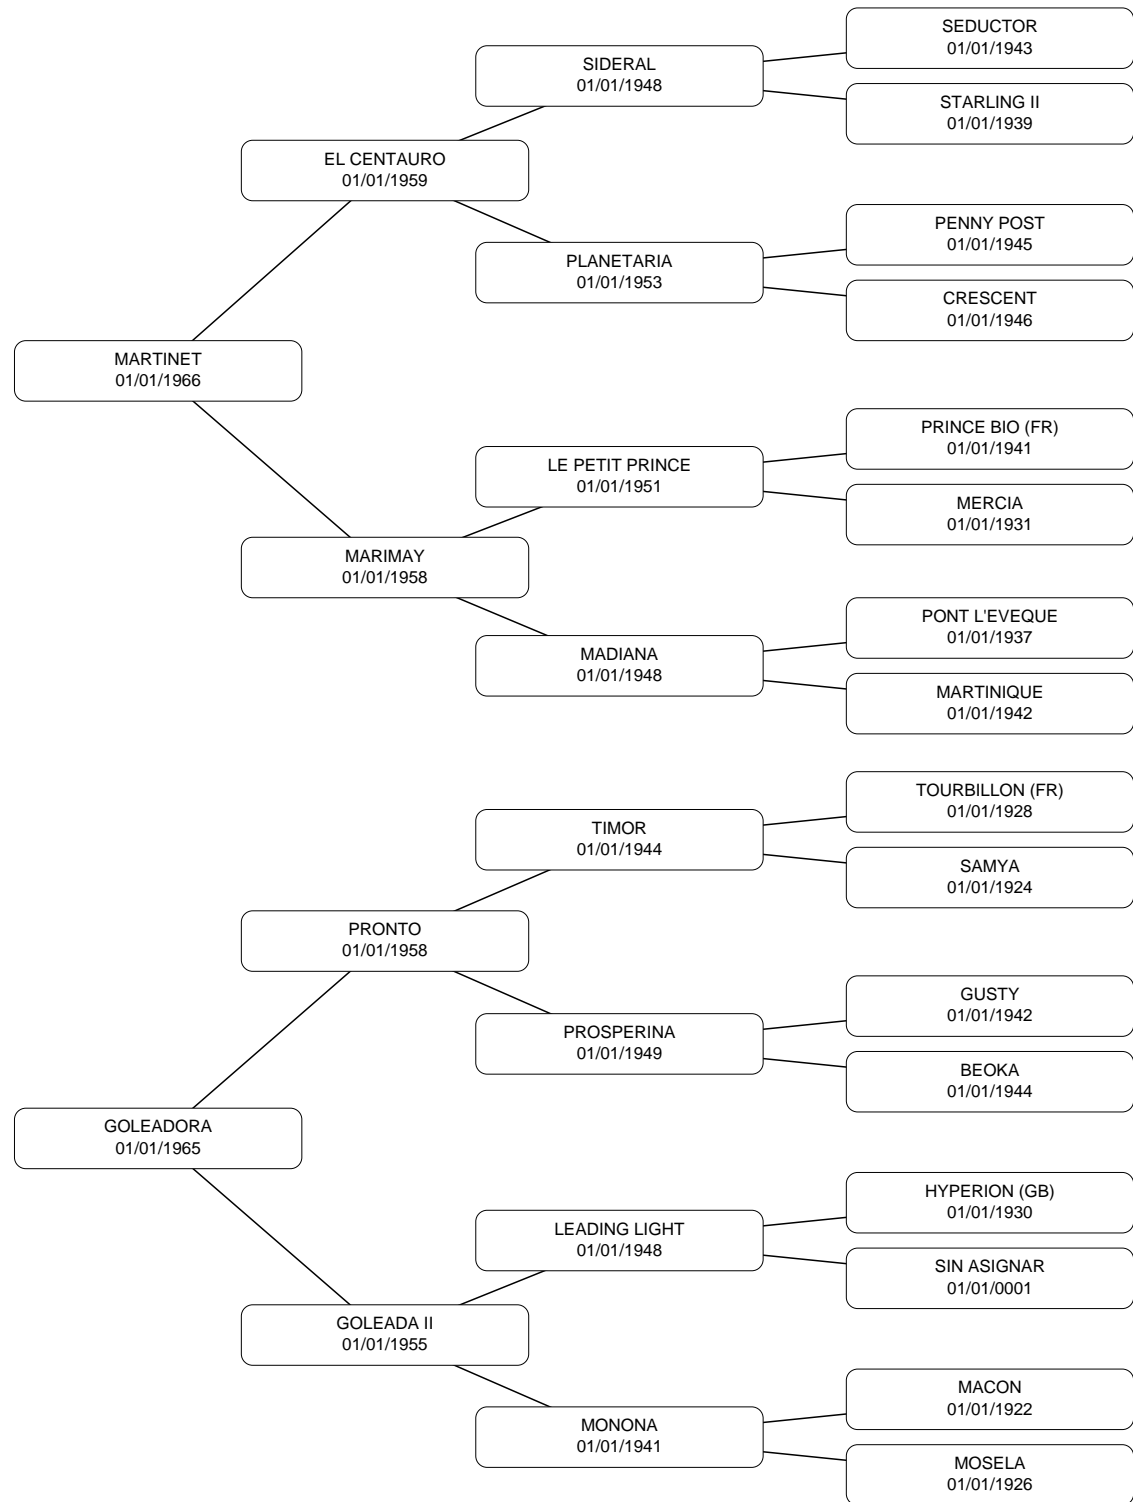 SEDUCTOR
01/01/1943
SIDERAL
01/01/1948
STARLING II
01/01/1939
EL CENTAURO
01/01/1959
PENNY POST
01/01/1945
PLANETARIA
01/01/1953
CRESCENT
01/01/1946
MARTINET
01/01/1966
PRINCE BIO (FR)
01/01/1941
LE PETIT PRINCE
01/01/1951
MERCIA
01/01/1931
MARIMAY
01/01/1958
PONT L'EVEQUE
01/01/1937
MADIANA
01/01/1948
MARTINIQUE
01/01/1942
TOURBILLON (FR)
01/01/1928
TIMOR
01/01/1944
SAMYA
01/01/1924
PRONTO
01/01/1958
GUSTY
01/01/1942
PROSPERINA
01/01/1949
BEOKA
01/01/1944
GOLEADORA
01/01/1965
HYPERION (GB)
01/01/1930
LEADING LIGHT
01/01/1948
SIN ASIGNAR
01/01/0001
GOLEADA II
01/01/1955
MACON
01/01/1922
MONONA
01/01/1941
MOSELA
01/01/1926